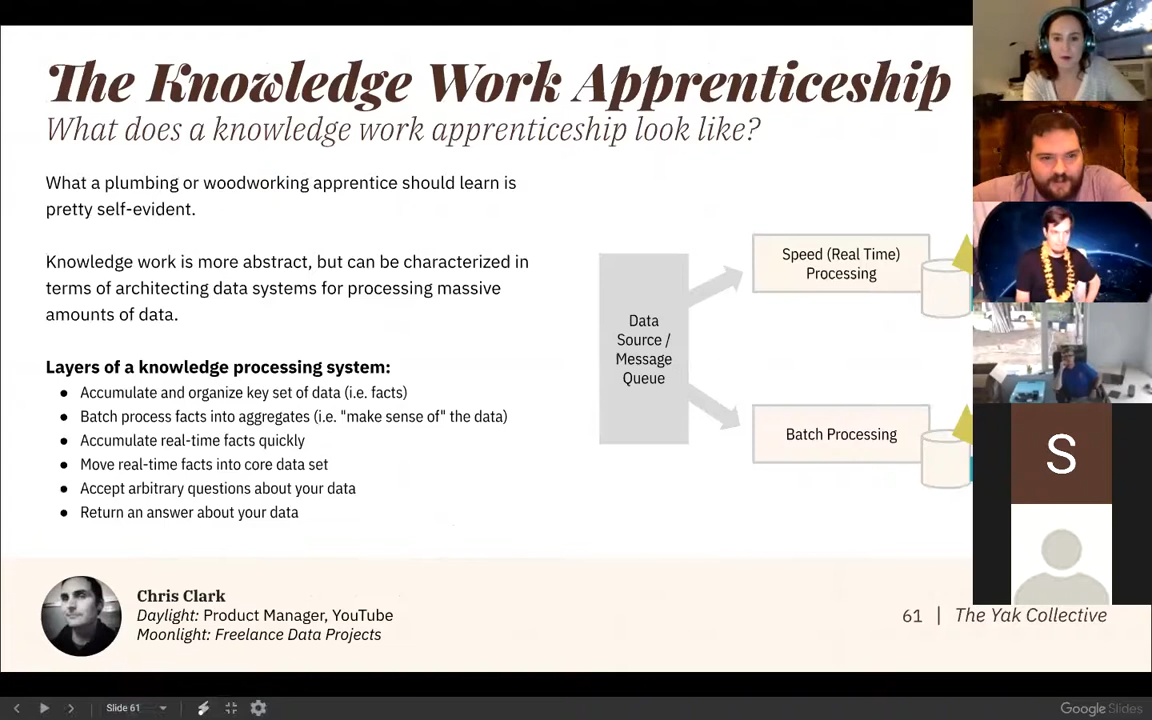 The Knowledge Work Apprenticeship
What does a knowledge work apprenticeship look like?
What a plumbing or woodworking apprentice should learn is
pretty self-evident.
Knowledge work is more abstract, but can be characterized in
terms of architecting data systems for processing massive
amounts of data.
Layers of a knowledge processing system:
● Accumulate and organize key set of data (i.e. facts)
● Batch process facts into aggregates (i.e. "make sense of" the data)
● Accumulate real-time facts quickly
● Move real-time facts into core data set
● Accept arbitrary questions about your data
● Return an answer about your data
Data
Source /
Message
Queue
Speed (Real Time)
Processing
Batch Processing
S
Chris Clark
Daylight: Product Manager, YouTube
Moonlight: Freelance Data Projects
61 | The Yak Collective
Slide 61
Google Slides